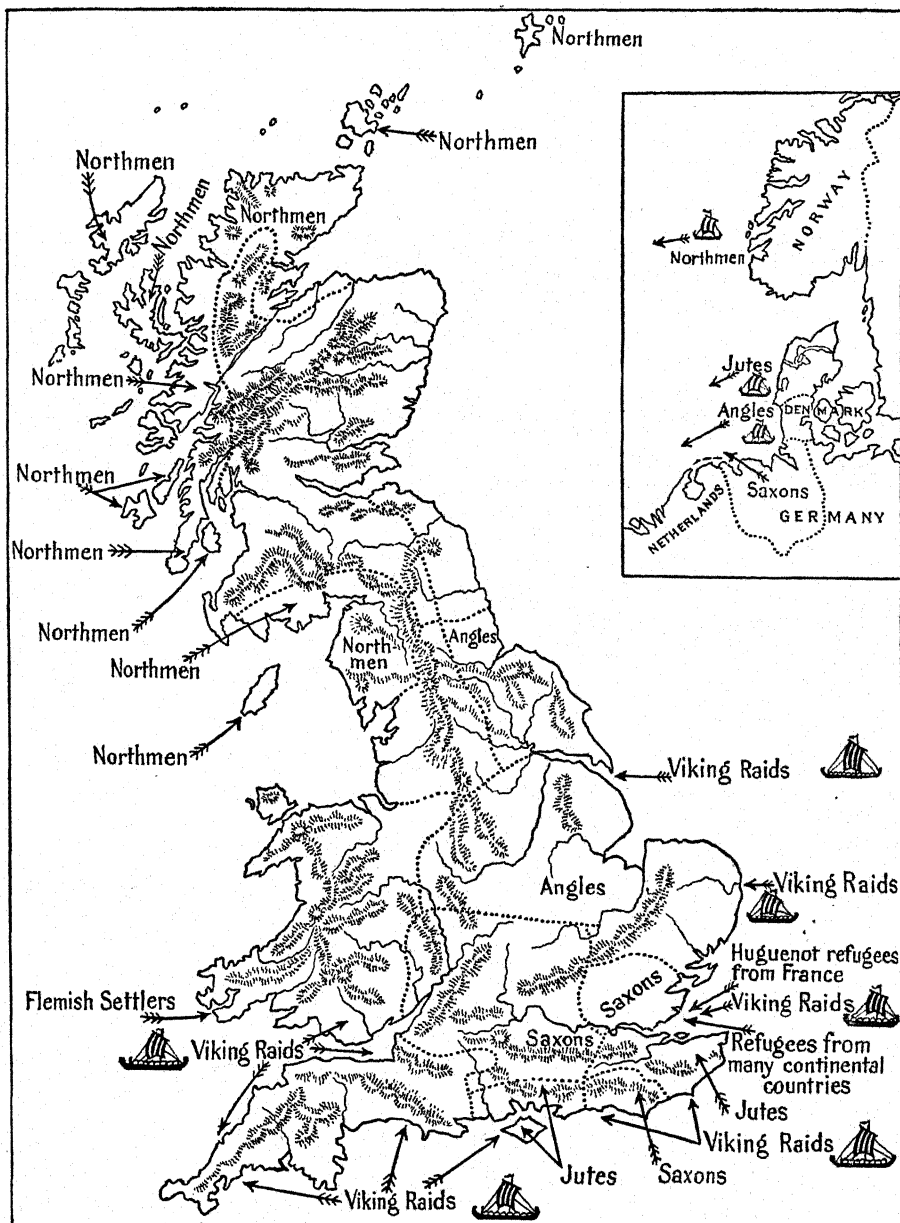 Northmen
Northmen
Northmen
Northmen
Northmen
NORWAY
Northmen
Northmen
Jutes
Angles
DEN MARK
Saxons
NETHERLANDS
GERMANY
Northmen
Northmen
Northmen
Northmen
Angles
North-
men
Northmen
Viking Raids
Angles
Viking Raids
Huguenot refugees
from France
Saxons
Viking Raids
Flemish Settlers
Saxons
Refugees from
many continental
countries
Viking Raids
Jutes
Viking Raids
Jutes
Saxons
Viking Raids